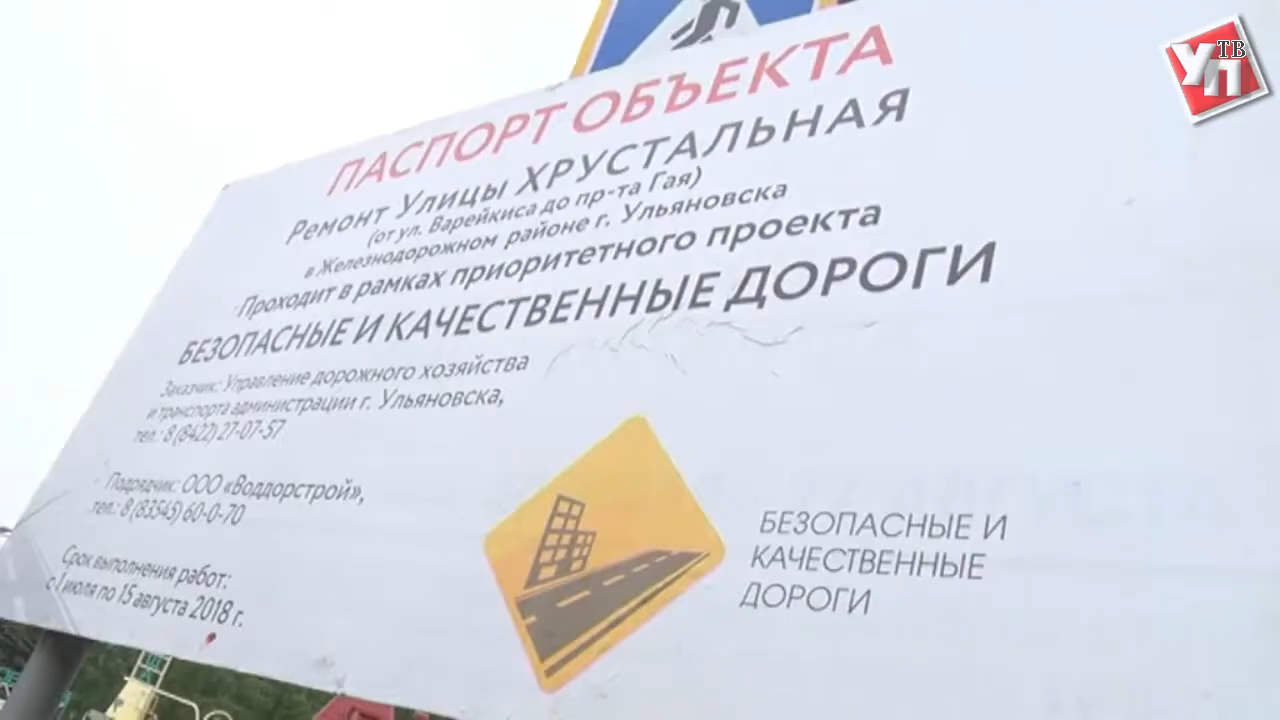 УП ТВ
ПАСПОРТ ОБЪЕКТА
РЕМОНТ УЛИЦЫ ХРУСТАЛЬНАЯ
(от ул. Варейкиса до пр-та Гая)
в Железнодорожном районе г. Ульяновска
Проходит в рамках приоритетного проекта
БЕЗОПАСНЫЕ И КАЧЕСТВЕННЫЕ ДОРОГИ
Заказчик: Управление дорожного хозяйства
и транспорта администрации г. Ульяновска,
тел.: 8 (8422) 27-07-57
Подрядчик: ООО «Воддорстрой»,
тел.: 8 (83545) 60-0-70
Срок выполнения работ:
с 1 июля по 15 августа 2018 г.
БЕЗОПАСНЫЕ И
КАЧЕСТВЕННЫЕ
ДОРОГИ